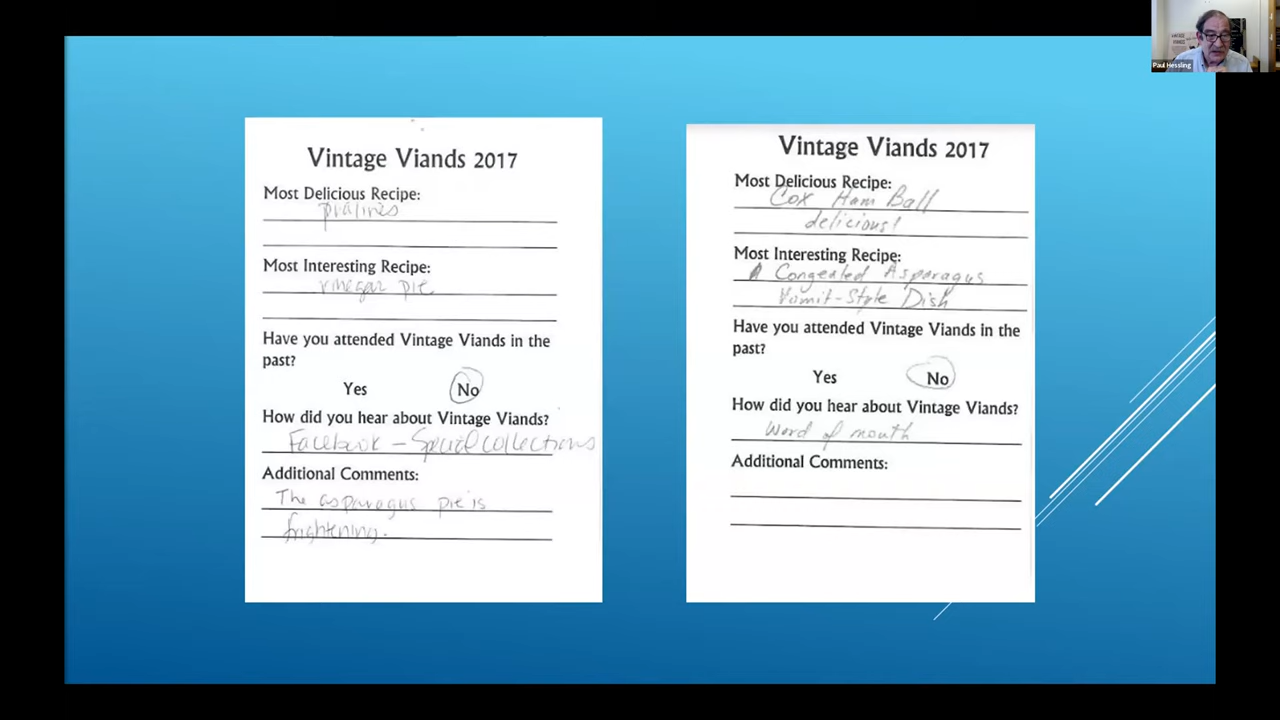 Paul Hessling
Vintage Viands 2017
Most Delicious Recipe:
pralines
Most Interesting Recipe:
vinegar pie
Have you attended Vintage Viands in the
past?
Yes No
How did you hear about Vintage Viands?
Facebook – Special collections
Additional Comments:
The asparagus pie is
frightening.
Vintage Viands 2017
Most Delicious Recipe:
Cox Ham Ball
delicious!
Most Interesting Recipe:
A Congealed Asparagus
Vomit-Style Dish
Have you attended Vintage Viands in the
past?
Yes No
How did you hear about Vintage Viands?
Word of mouth
Additional Comments: